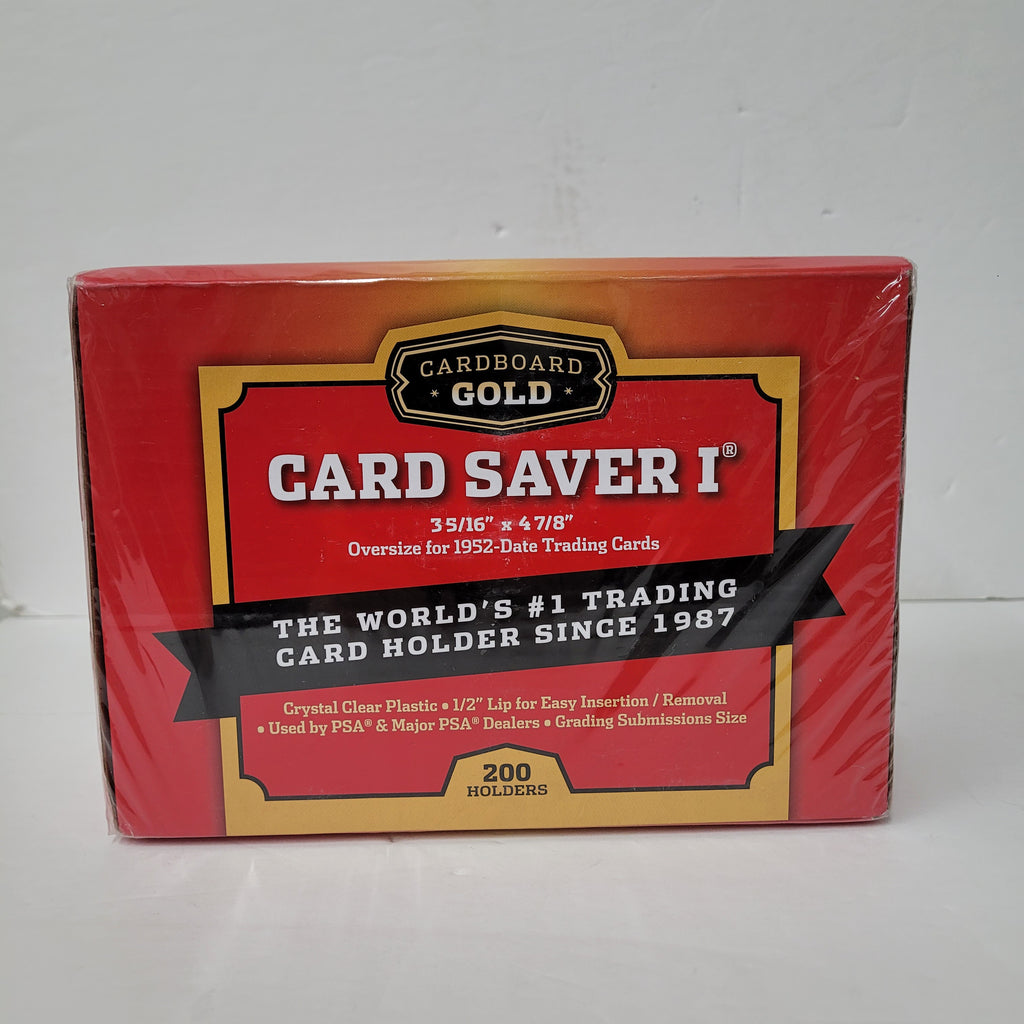 CARDBOARD
* GOLD *
CARD SAVER I®
3 5/16” x 4 7/8”
Oversize for 1952-Date Trading Cards
THE WORLD’S #1 TRADING
CARD HOLDER SINCE 1987
Crystal Clear Plastic • 1/2” Lip for Easy Insertion / Removal
• Used by PSA® & Major PSA® Dealers • Grading Submissions Size
200
HOLDERS